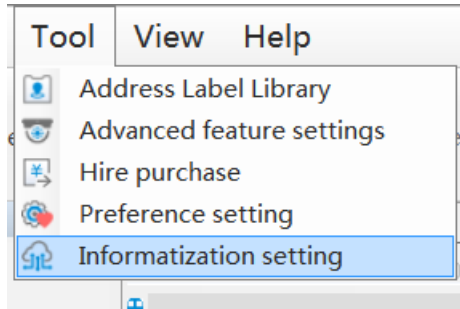 Tool View Help
Address Label Library
Advanced feature settings
Hire purchase
Preference setting
Informatization setting